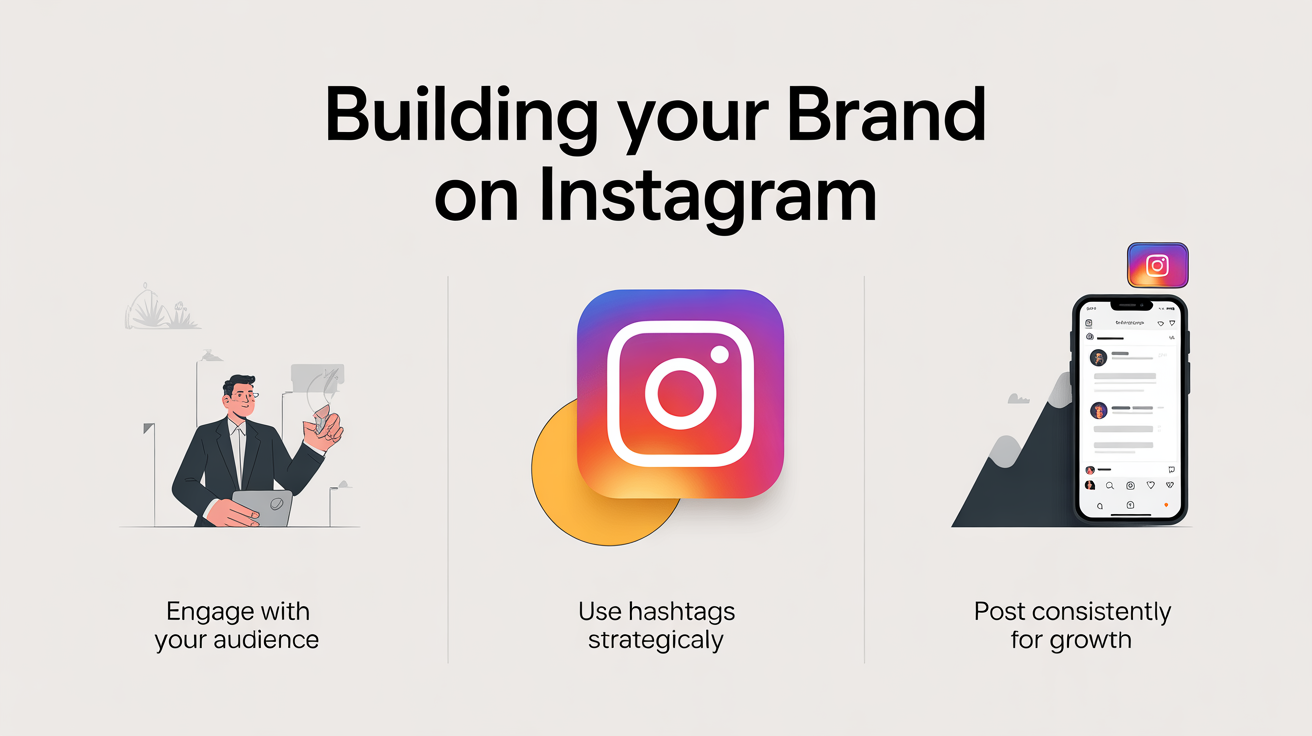 Building your Brand
on Instagram
Engage with
your audience
Use hashtags
strategicaly
Post consistently
for growth